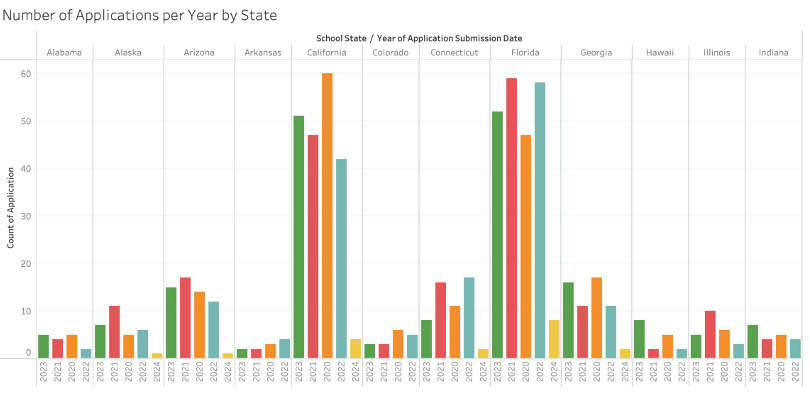 Number of Applications per Year by State
School State / Year of Application Submission Date
Alabama Alaska Arizona Arkansas California Colorado Connecticut Florida Georgia Hawaii Illinois Indiana
Count of Application
60
50
40
30
20
10
0
2023 2021 2020 2022 2023 2021 2020 2022 2024 2023 2021 2020 2022 2024 2023 2021 2020 2022 2023 2021 2020 2022 2024 2023 2021 2020 2022 2023 2021 2020 2022 2024 2023 2021 2020 2022 2024 2023 2021 2020 2022 2024 2023 2021 2020 2022 2023 2021 2020 2022 2023 2021 2020 2022